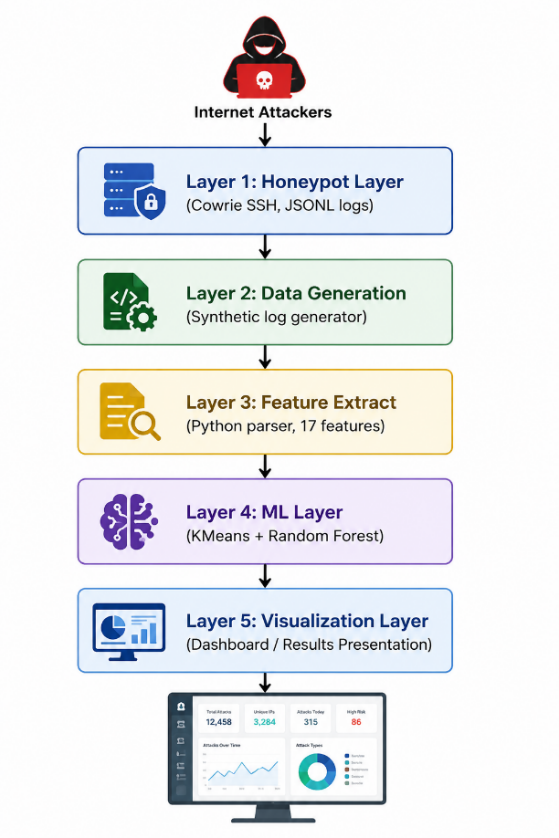 Internet Attackers
Layer 1: Honeypot Layer
(Cowrie SSH, JSONL logs)
</>
Layer 2: Data Generation
(Synthetic log generator)
Layer 3: Feature Extract
(Python parser, 17 features)
Layer 4: ML Layer
(KMeans + Random Forest)
Layer 5: Visualization Layer
(Dashboard / Results Presentation)
Total Attacks Unique IPs Attacks Today High Risk
12,458 3,284 315 86
Attacks Over Time Attack Types